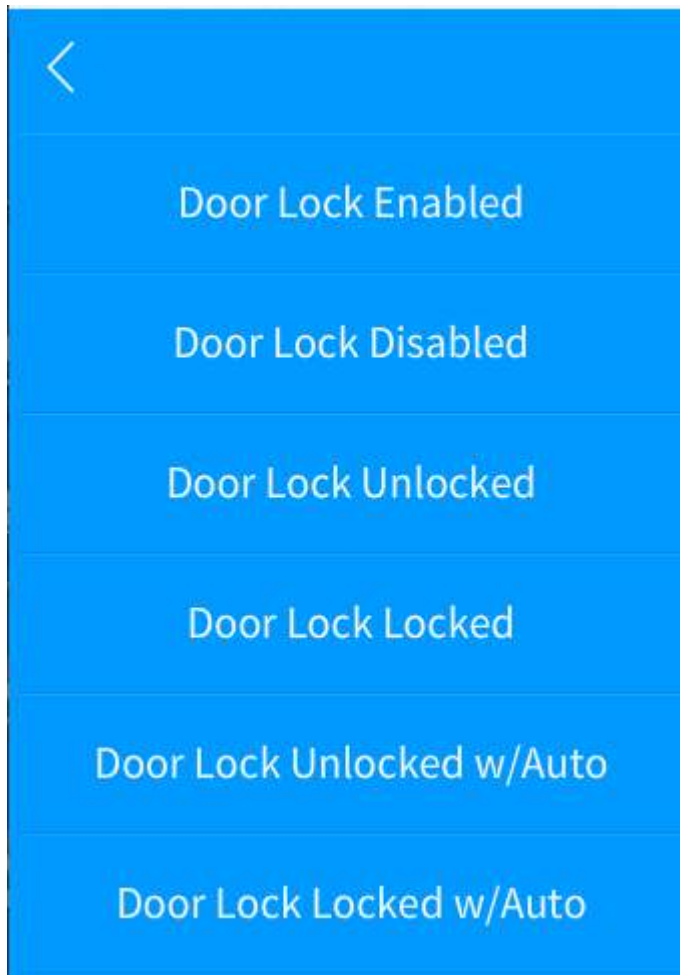 Door Lock Enabled
Door Lock Disabled
Door Lock Unlocked
Door Lock Locked
Door Lock Unlocked w/Auto
Door Lock Locked w/Auto